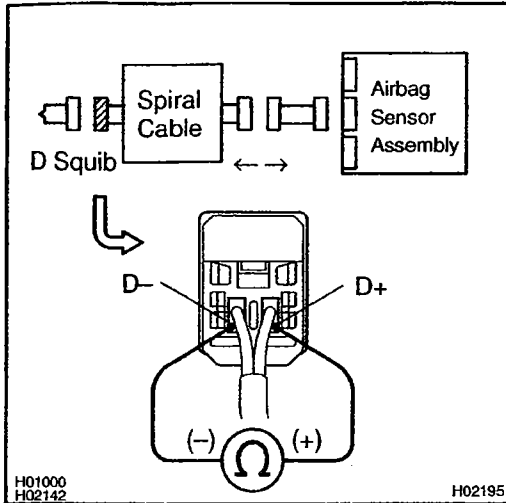 Spiral
Cable
Airbag
Sensor
Assembly
D Squib
D–
D+
(–)
Ω
(+)
H01000
H02142
H02195